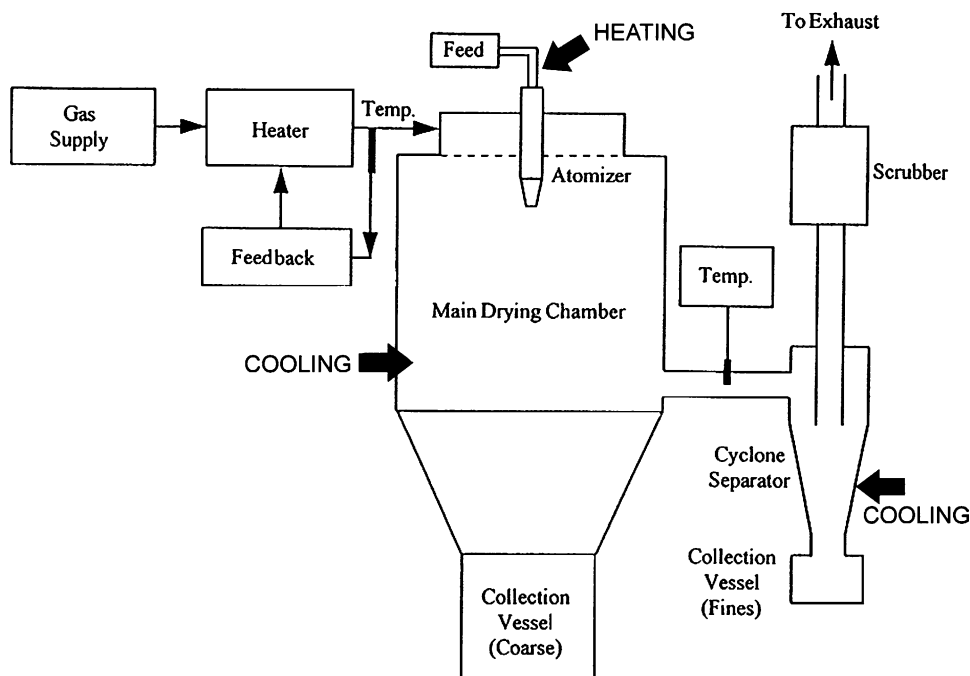 To Exhaust
HEATING
Feed
Temp.
Gas
Supply
Heater
Atomizer
Scrubber
Feedback
Temp.
Main Drying Chamber
COOLING
Cyclone
Separator
COOLING
Collection
Vessel
(Fines)
Collection
Vessel
(Coarse)